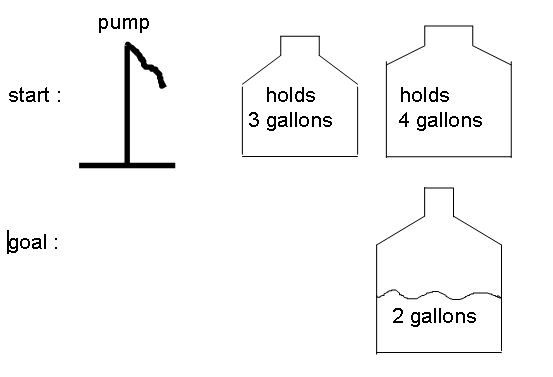 pump
start :
holds
3 gallons
holds
4 gallons
goal :
2 gallons